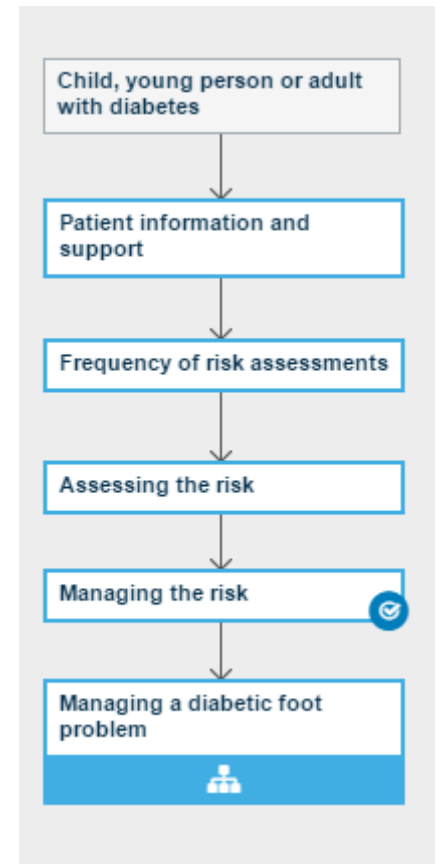 Child, young person or adult
with diabetes
Patient information and
support
Frequency of risk assessments
Assessing the risk
Managing the risk
Managing a diabetic foot
problem